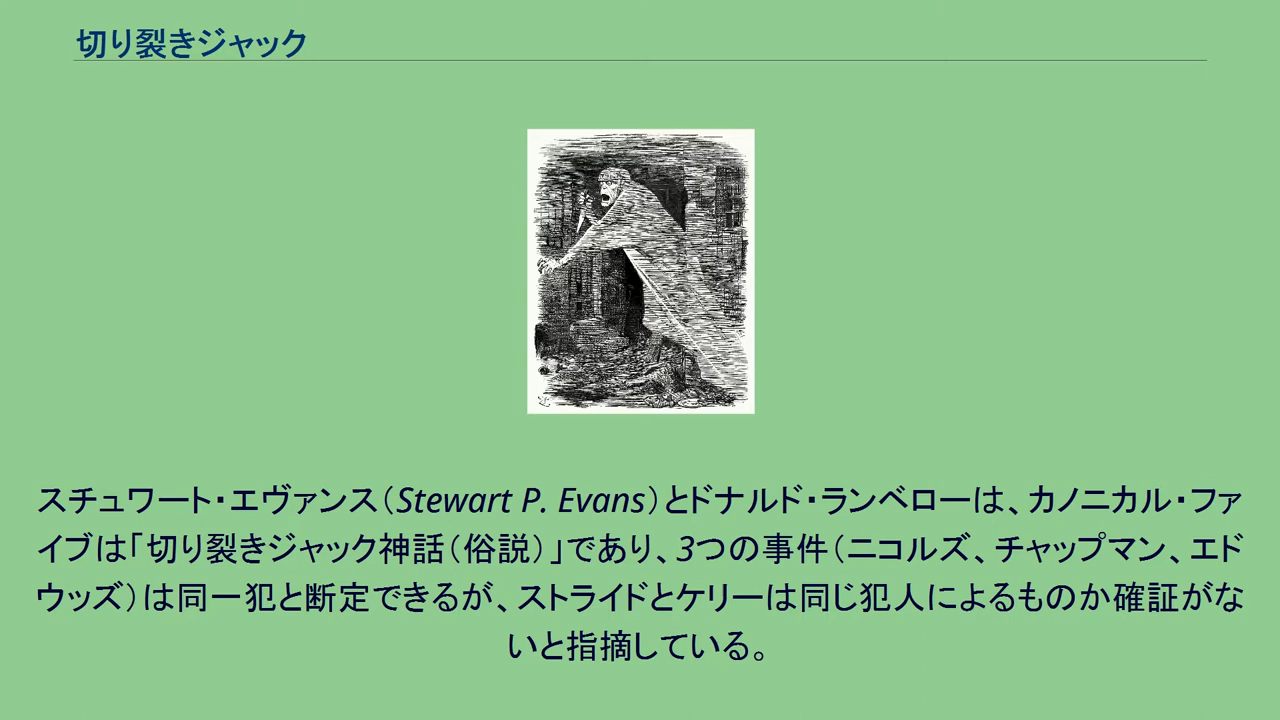 切り裂きジャック
スチュワート・エヴァンス（Stewart P. Evans）とドナルド・ランベローは、カノニカル・ファ
イブは「切り裂きジャック神話（俗説）」であり、3つの事件（ニコルズ、チャップマン、エド
ウッズ）は同一犯と断定できるが、ストライドとケリーは同じ犯人によるものか確証がな
いと指摘している。